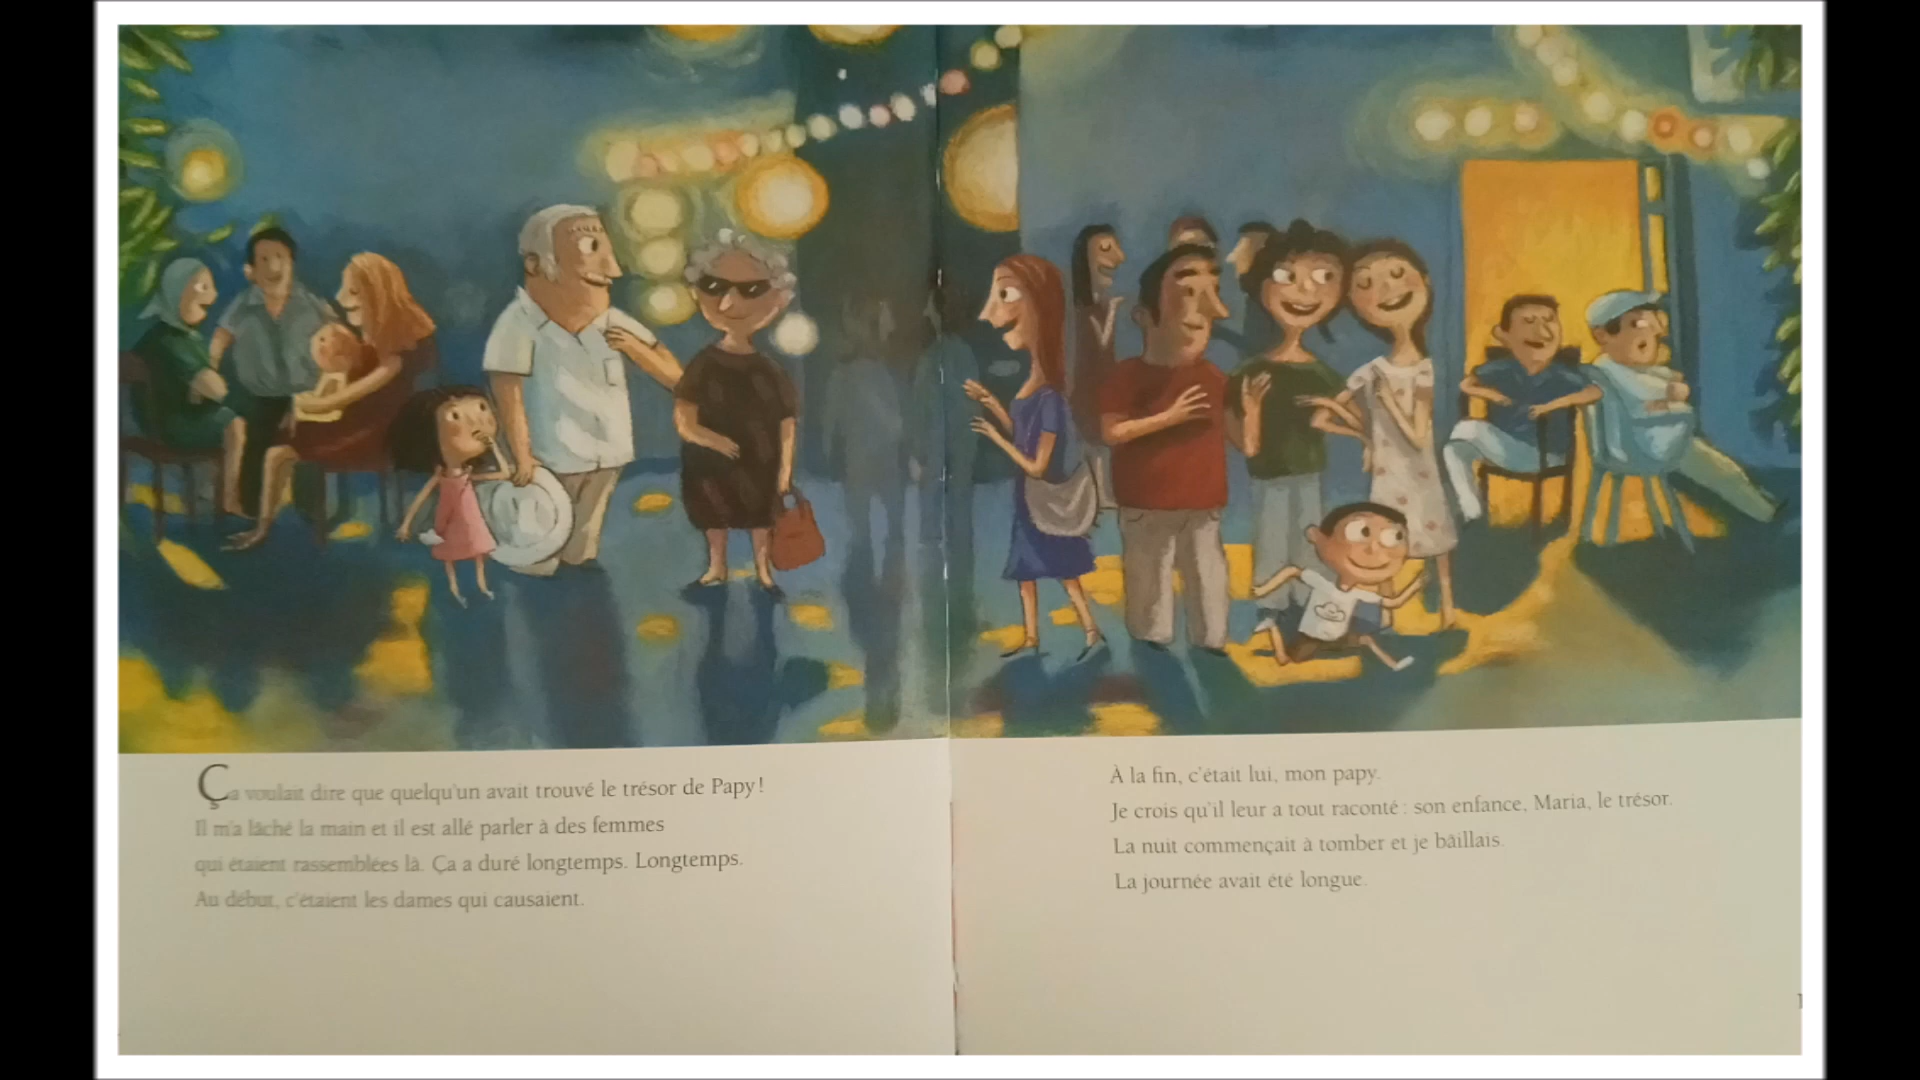 Ça voulait dire que quelqu'un avait trouvé le trésor de Papy !
Il m'a lâché la main et il est allé parler à des femmes
qui étaient rassemblées là. Ça a duré longtemps. Longtemps.
Au début, c'étaient les dames qui causaient.
À la fin, c'était lui, mon papy.
Je crois qu'il leur a tout raconté : son enfance, Maria, le trésor.
La nuit commençait à tomber et je bâillais.
La journée avait été longue.